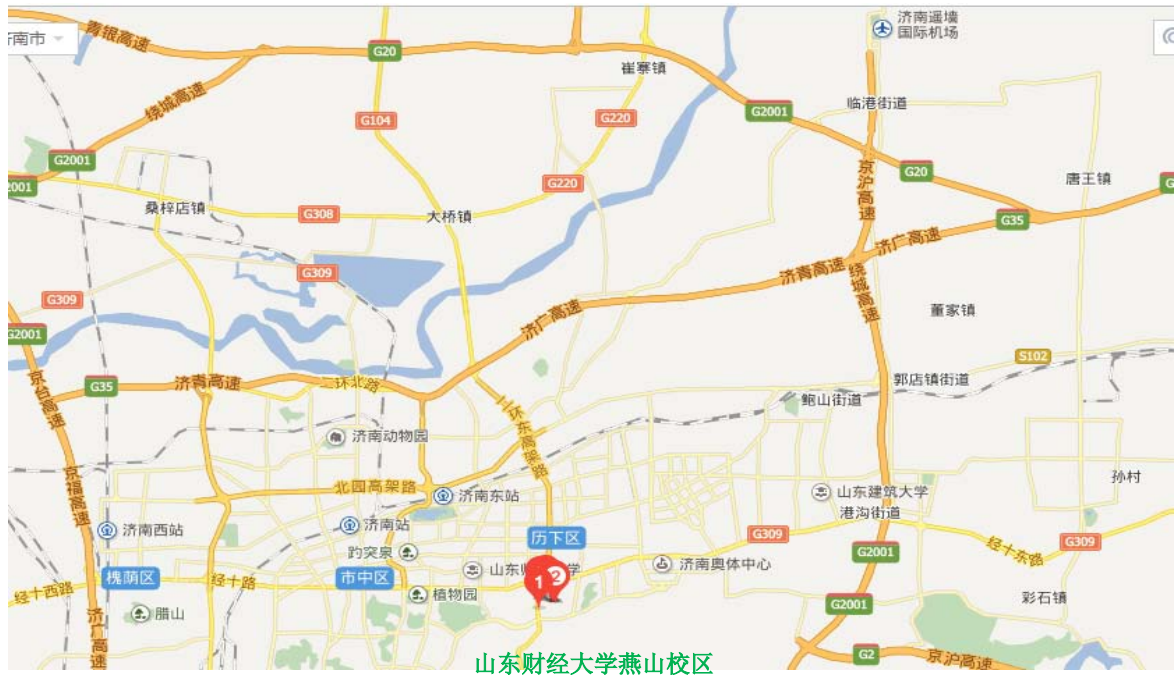 济南遥墙
国际机场
济南市
青银高速
G20
崔寨镇
绕城高速
G104
G220
G2001
临港街道
G2001
2001
G220
京沪高速
G20
唐王镇
桑梓店镇
G308
大桥镇
G35
济广高速
G309
G309
济青高速
绕城高速
济广高速
董家镇
G2001
S102
京台高速
G35
济青高速
二环北路
郭店镇街道
鲍山街道
二环东高架路
济南动物园
京福高速
北园高架路
济南东站
山东建筑大学
孙村
港沟街道
济南西站
济南站
历下区
G309
G309
趵突泉
G2001
经十东路
槐荫区
经十路
市中区
山东师
学
济南奥体中心
1
2
经十西路
植物园
G2001
彩石镇
腊山
济广高速
G2
京沪高速
山东财经大学燕山校区